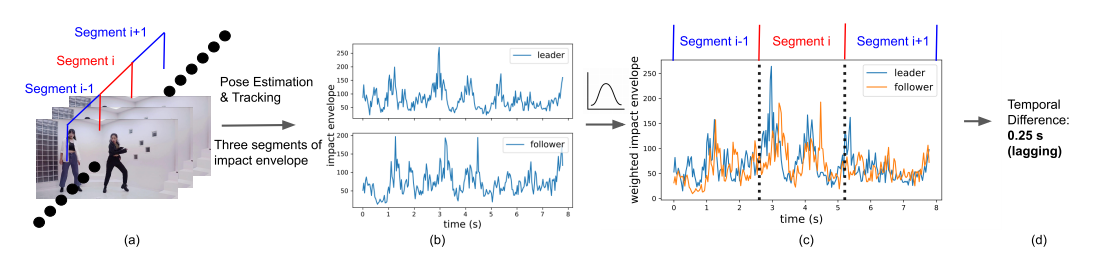 Segment i+1
Segment i
Segment i-1
(a)
Pose Estimation
& Tracking
Three segments of
impact envelope
impact envelope
250
200
150
100
50
leader
200
150
100
50
follower
0 1 2 3 4 5 6 7 8
time (s)
(b)
Segment i-1 Segment i Segment i+1
weighted impact envelope
250
200
150
100
50
0
leader
follower
0 1 2 3 4 5 6 7 8
time (s)
(c)
Temporal
Difference:
0.25 s
(lagging)
(d)